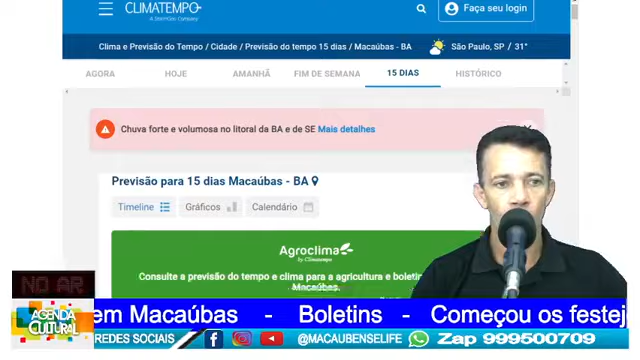 CLIMATEMPO
A StormGeo Company
Faça seu login
Clima e Previsão do Tempo / Cidade / Previsão do tempo 15 dias / Macaúbas - BA
São Paulo, SP / 31°
AGORA HOJE AMANHÃ FIM DE SEMANA 15 DIAS HISTÓRICO
Chuva forte e volumosa no litoral da BA e de SE Mais detalhes
Previsão para 15 dias Macaúbas - BA
Timeline Gráficos Calendário
Agroclima
by Climatempo
Consulte a previsão do tempo e clima para a agricultura e boletin
Macaúbas.
NO AR
AGENDA CULTURAL
em Macaúbas - Boletins - Começou os festej
REDES SOCIAIS @MACAUBENSELIFE Zap 999500709